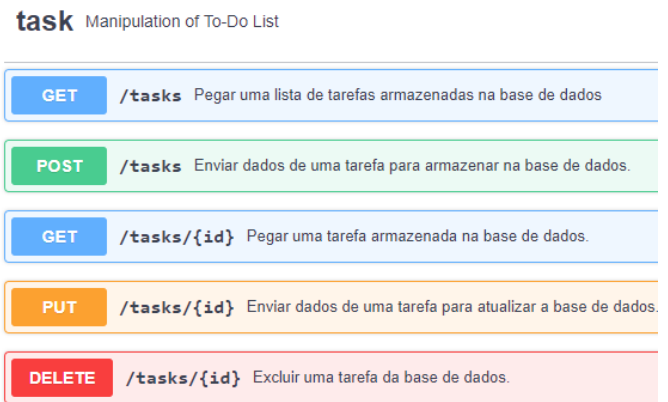 task Manipulation of To-Do List
GET /tasks Pegar uma lista de tarefas armazenadas na base de dados
POST /tasks Enviar dados de uma tarefa para armazenar na base de dados.
GET /tasks/{id} Pegar uma tarefa armazenada na base de dados.
PUT /tasks/{id} Enviar dados de uma tarefa para atualizar a base de dados.
DELETE /tasks/{id} Excluir uma tarefa da base de dados.